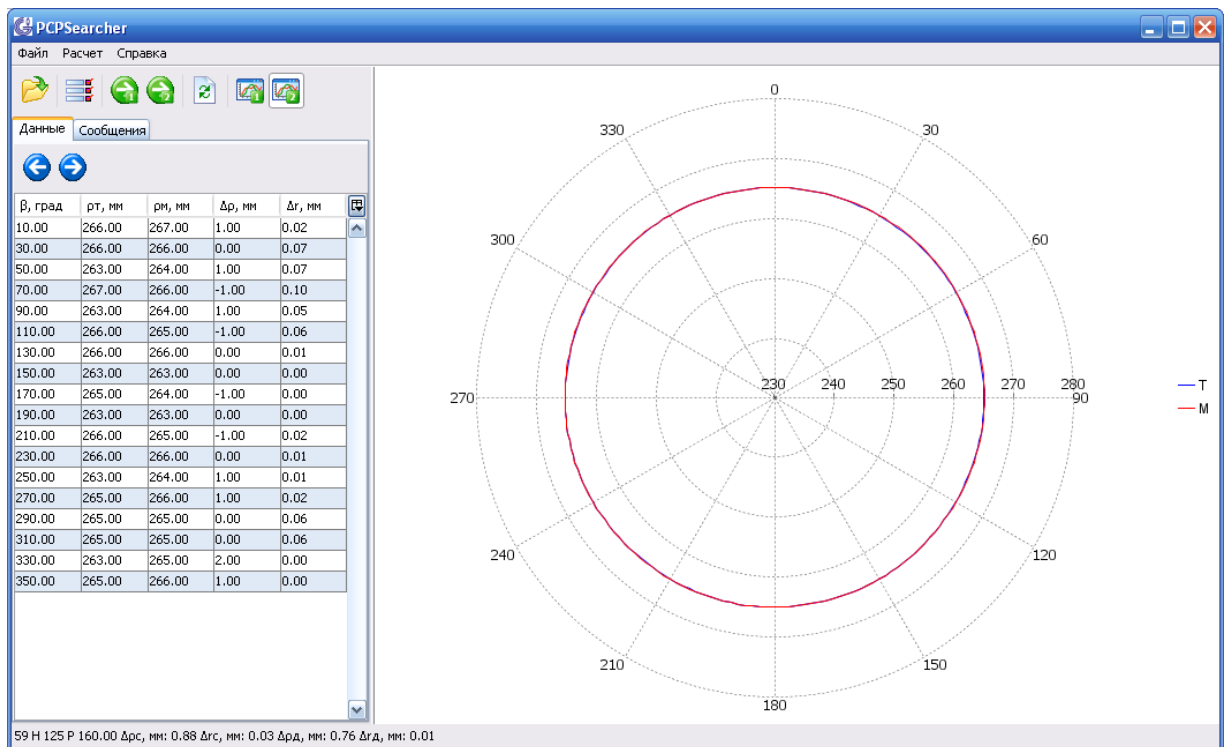 PCPSearcher
Файл Расчет Справка
Данные Сообщения
β, град ρт, мм ρм, мм Δρ, мм Δr, мм
10.00 266.00 267.00 1.00 0.02
30.00 266.00 266.00 0.00 0.07
50.00 263.00 264.00 1.00 0.07
70.00 267.00 266.00 -1.00 0.10
90.00 263.00 264.00 1.00 0.05
110.00 266.00 265.00 -1.00 0.06
130.00 266.00 266.00 0.00 0.01
150.00 263.00 263.00 0.00 0.00
170.00 265.00 264.00 -1.00 0.00
190.00 263.00 263.00 0.00 0.00
210.00 266.00 265.00 -1.00 0.02
230.00 266.00 266.00 0.00 0.01
250.00 263.00 264.00 1.00 0.01
270.00 265.00 266.00 1.00 0.02
290.00 265.00 265.00 0.00 0.06
310.00 265.00 265.00 0.00 0.06
330.00 263.00 265.00 2.00 0.00
350.00 265.00 266.00 1.00 0.00
0
330 30
300 60
230 240 250 260 270 280
270 90
240 120
210 150
180
T
M
59 Н 125 Р 160.00 Δρс, мм: 0.88 Δrс, мм: 0.03 Δρд, мм: 0.76 Δrд, мм: 0.01